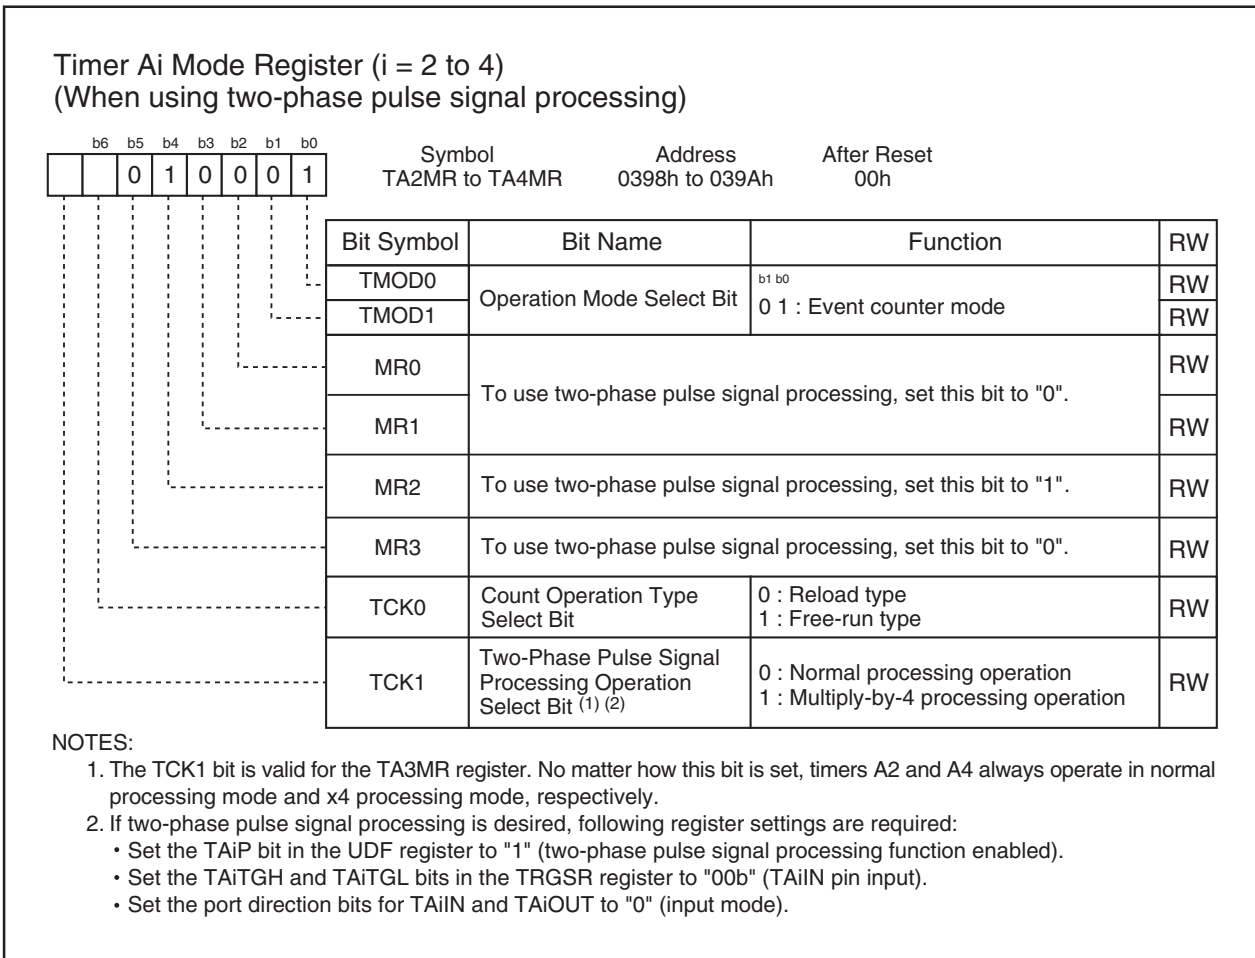 Timer Ai Mode Register (i = 2 to 4)
(When using two-phase pulse signal processing)
b6 b5 b4 b3 b2 b1 b0
0 1 0 0 0 1
Symbol Address After Reset
TA2MR to TA4MR 0398h to 039Ah 00h
Bit Symbol Bit Name Function RW
TMOD0 Operation Mode Select Bit b1 b0 RW
TMOD1 0 1 : Event counter mode RW
MR0 RW
To use two-phase pulse signal processing, set this bit to "0".
MR1 RW
MR2 To use two-phase pulse signal processing, set this bit to "1". RW
MR3 To use two-phase pulse signal processing, set this bit to "0". RW
TCK0 Count Operation Type Select Bit 0 : Reload type RW
1 : Free-run type
TCK1 Two-Phase Pulse Signal Processing Operation Select Bit (1) (2) 0 : Normal processing operation RW
1 : Multiply-by-4 processing operation
NOTES:
1. The TCK1 bit is valid for the TA3MR register. No matter how this bit is set, timers A2 and A4 always operate in normal
processing mode and x4 processing mode, respectively.
2. If two-phase pulse signal processing is desired, following register settings are required:
• Set the TAiP bit in the UDF register to "1" (two-phase pulse signal processing function enabled).
• Set the TAiTGH and TAiTGL bits in the TRGSR register to "00b" (TAiIN pin input).
• Set the port direction bits for TAiIN and TAiOUT to "0" (input mode).